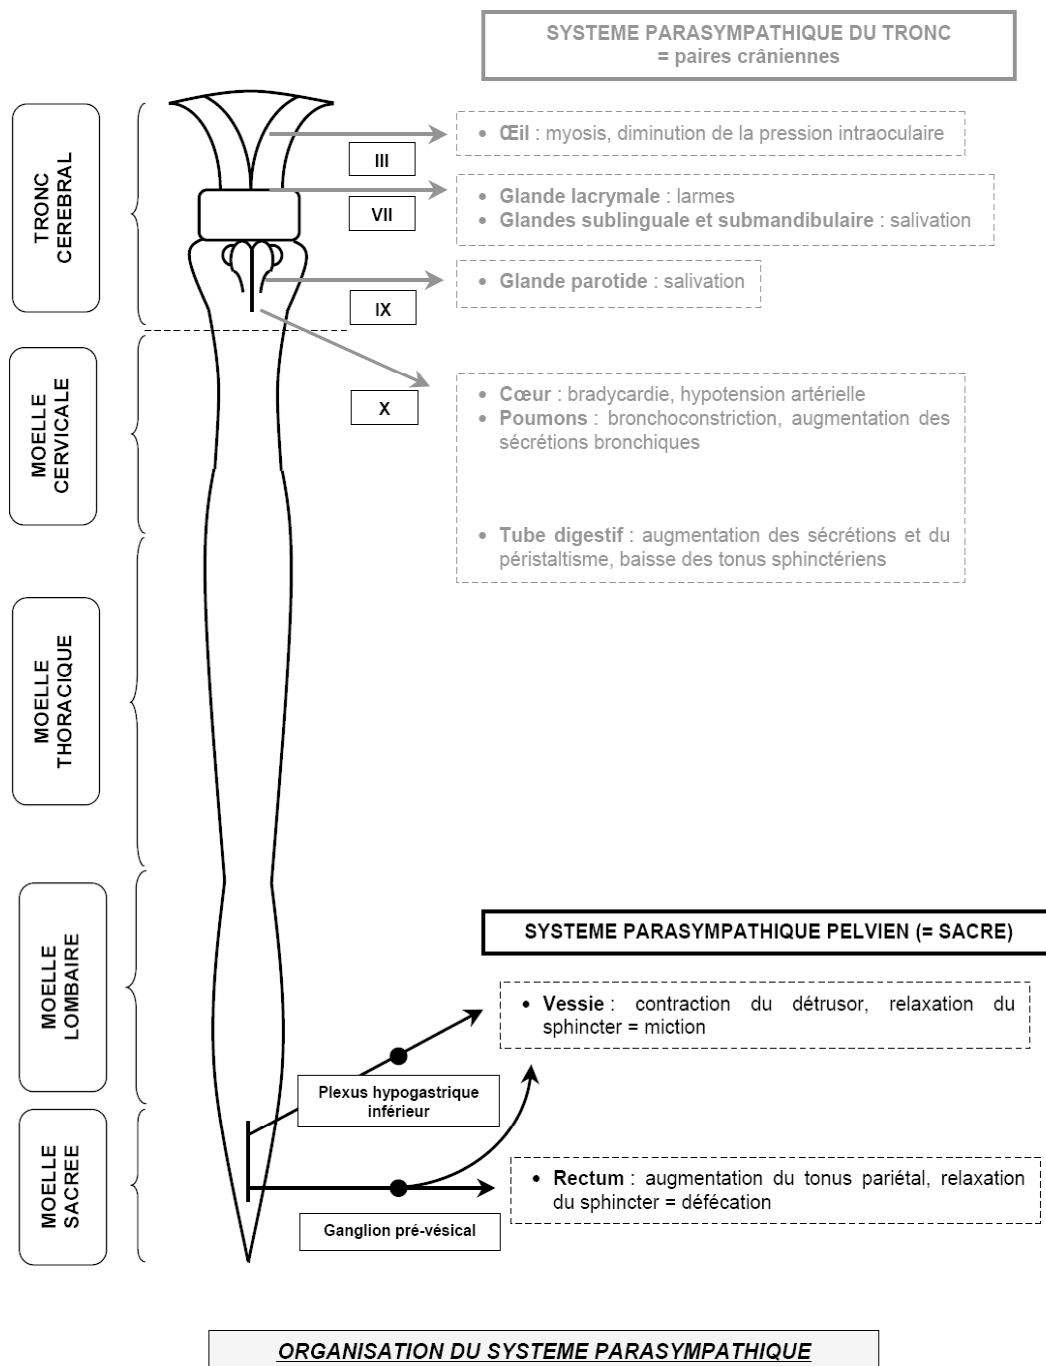 SYSTEME PARASYMPATHIQUE DU TRONC
= paires crâniennes
TRONC
CEREBRAL
• Œil : myosis, diminution de la pression intraoculaire
III
• Glande lacrymale : larmes
• Glandes sublinguale et submandibulaire : salivation
VII
• Glande parotide : salivation
IX
MOELLE
CERVICALE
X
• Cœur : bradycardie, hypotension artérielle
• Poumons : bronchoconstriction, augmentation des
sécrétions bronchiques
• Tube digestif : augmentation des sécrétions et du
péristaltisme, baisse des tonus sphinctériens
MOELLE
THORACIQUE
MOELLE
LOMBAIRE
SYSTEME PARASYMPATHIQUE PELVIEN (= SACRE)
• Vessie : contraction du détrusor, relaxation du
sphincter = miction
Plexus hypogastrique
inférieur
MOELLE
SACREE
• Rectum : augmentation du tonus pariétal, relaxation
du sphincter = défécation
Ganglion pré-vésical
ORGANISATION DU SYSTEME PARASYMPATHIQUE